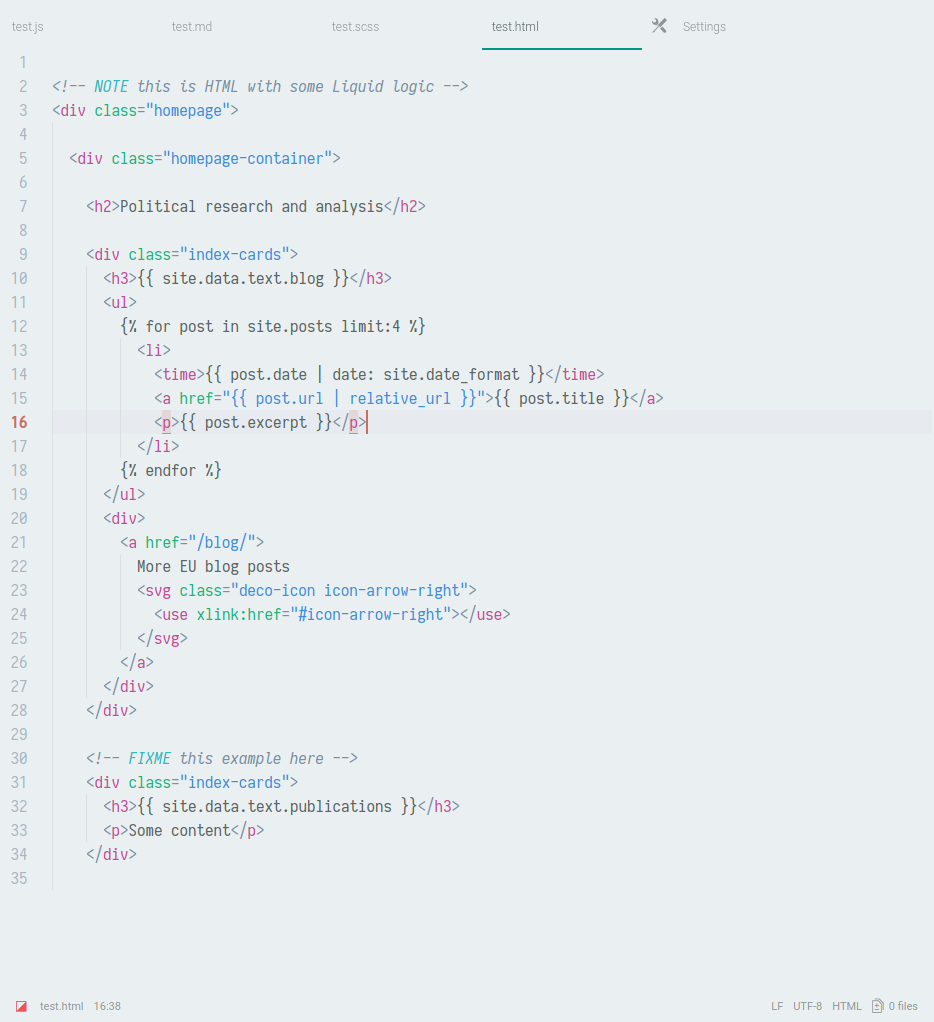 test.js test.md test.scss test.html Settings
1
2 <!-- NOTE this is HTML with some Liquid logic -->
3 <div class="homepage">
4
5   <div class="homepage-container">
6
7     <h2>Political research and analysis</h2>
8
9     <div class="index-cards">
10       <h3>{{ site.data.text.blog }}</h3>
11       <ul>
12         {% for post in site.posts limit:4 %}
13           <li>
14             <time>{{ post.date | date: site.date_format }}</time>
15             <a href="{{ post.url | relative_url }}">{{ post.title }}</a>
16             <p>{{ post.excerpt }}</p>
17           </li>
18         {% endfor %}
19       </ul>
20       <div>
21         <a href="/blog/">
22           More EU blog posts
23           <svg class="deco-icon icon-arrow-right">
24             <use xlink:href="#icon-arrow-right"></use>
25           </svg>
26         </a>
27       </div>
28     </div>
29
30     <!-- FIXME this example here -->
31     <div class="index-cards">
32       <h3>{{ site.data.text.publications }}</h3>
33       <p>Some content</p>
34     </div>
35
test.html 16:38 LF UTF-8 HTML 0 files